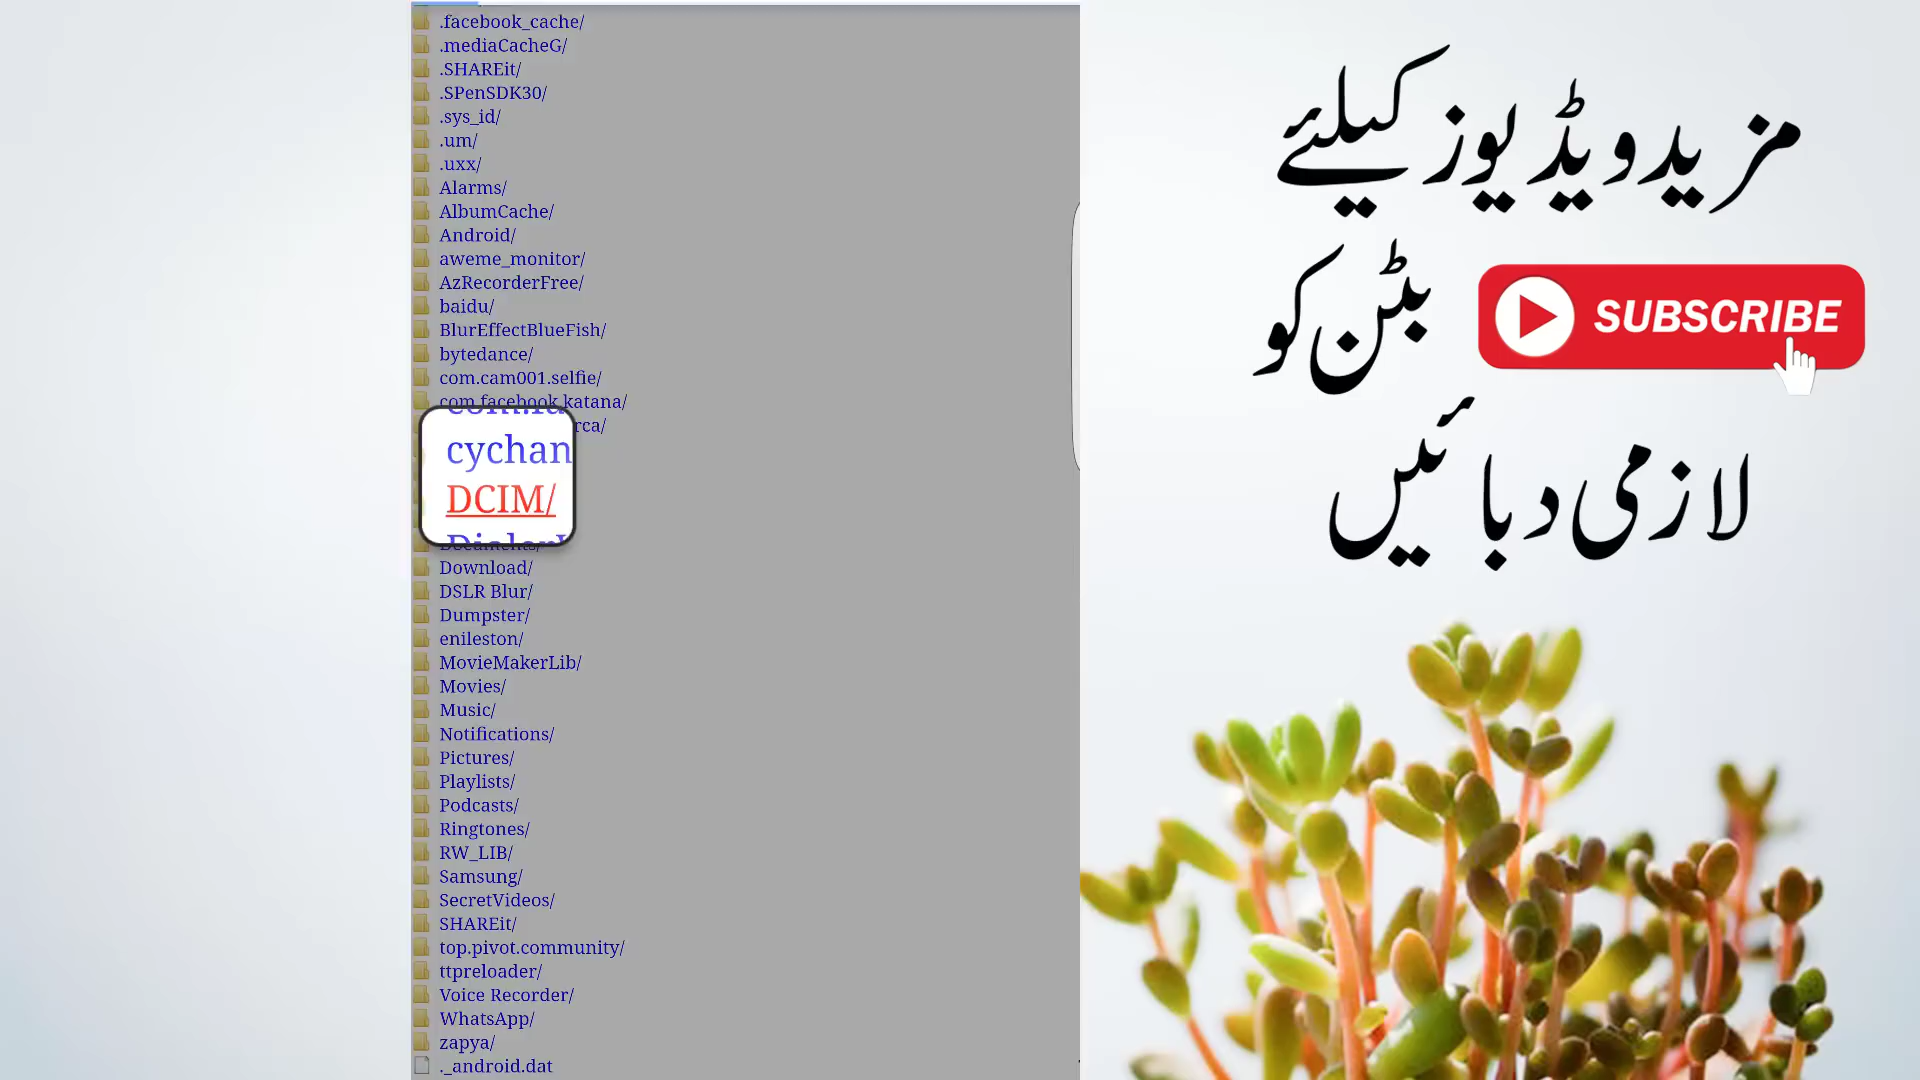 .facebook_cache/
.mediaCacheG/
.SHAREit/
.SPenSDK30/
.sys_id/
.um/
.uxx/
Alarms/
AlbumCache/
Android/
aweme_monitor/
AzRecorderFree/
baidu/
BlurEffectBlueFish/
bytedance/
com.cam001.selfie/
com.facebook.katana/
rca/
cychan
DCIM/
Documents/
Download/
DSLR Blur/
Dumpster/
enileston/
MovieMakerLib/
Movies/
Music/
Notifications/
Pictures/
Playlists/
Podcasts/
Ringtones/
RW_LIB/
Samsung/
SecretVideos/
SHAREit/
top.pivot.community/
ttpreloader/
Voice Recorder/
WhatsApp/
zapya/
._android.dat
مزید ویڈیوز کیلئے
SUBSCRIBE بٹن کو
لازمی دبائیں